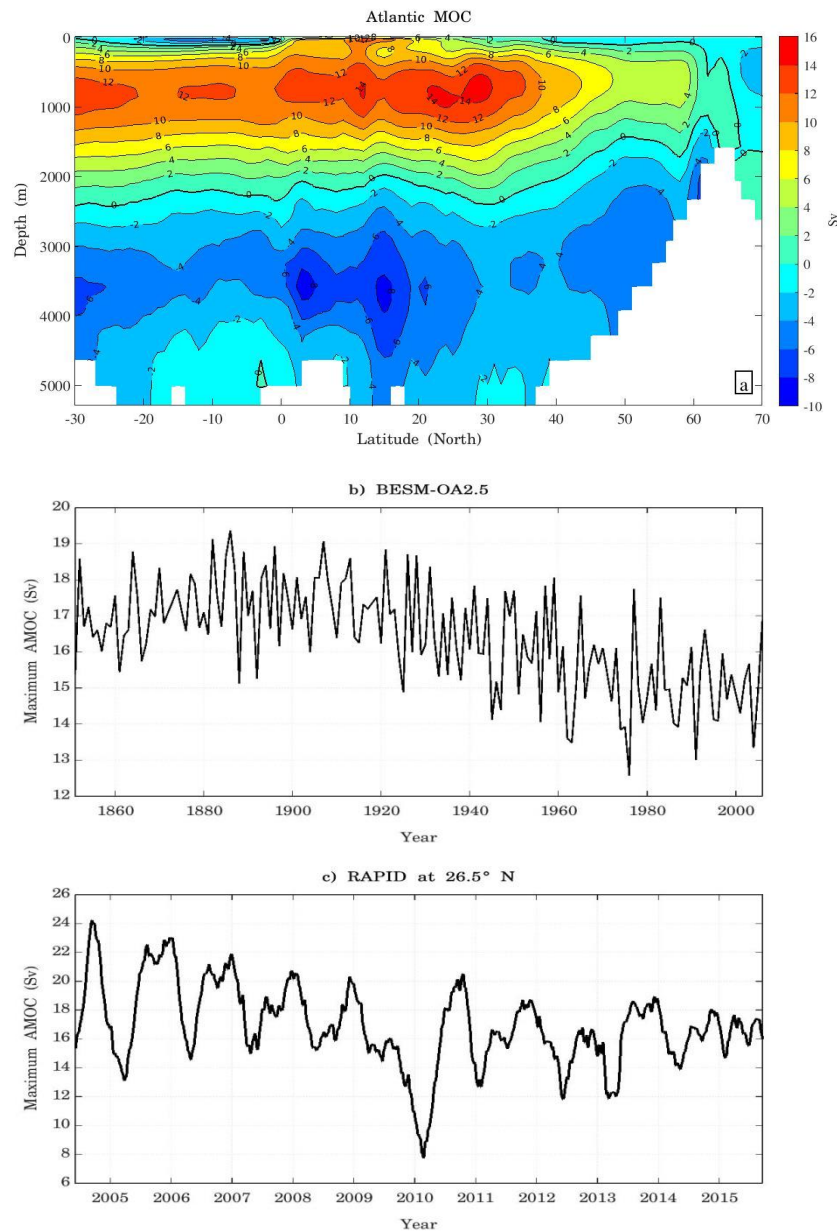 Atlantic MOC
Depth (m)
0
1000
2000
3000
4000
5000
-30 -20 -10 0 10 20 30 40 50 60 70
Latitude (North)
a
16
14
12
10
8
6
4
2
0
-2
-4
-6
-8
-10
Sv
b) BESM-OA2.5
Maximum AMOC (Sv)
20
19
18
17
16
15
14
13
12
1860 1880 1900 1920 1940 1960 1980 2000
Year
c) RAPID at 26.5° N
Maximum AMOC (Sv)
26
24
22
20
18
16
14
12
10
8
6
2005 2006 2007 2008 2009 2010 2011 2012 2013 2014 2015
Year